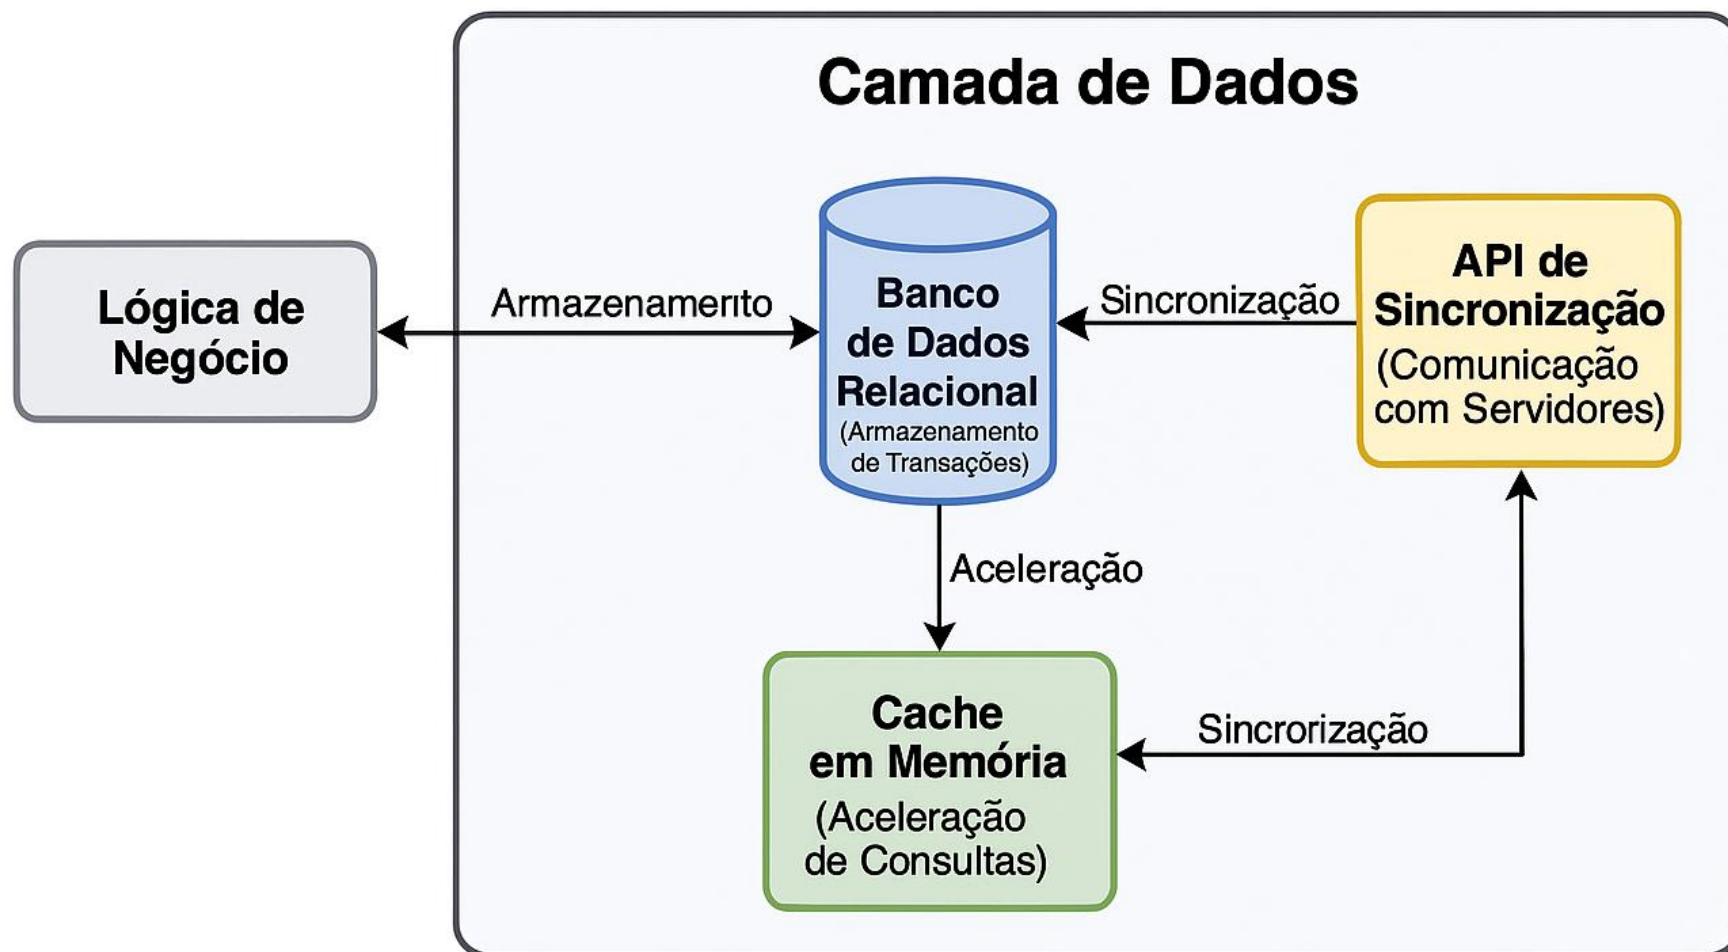 Camada de Dados
Lógica de
Negócio
Armazenamerıto
Banco
de Dados
Relacional
(Armazenamento
de Transações)
Sincronização
API de
Sincronização
(Comunicação
com Servidores)
Aceleração
Cache
em Memória
(Aceleração
de Consultas)
Sincrorização